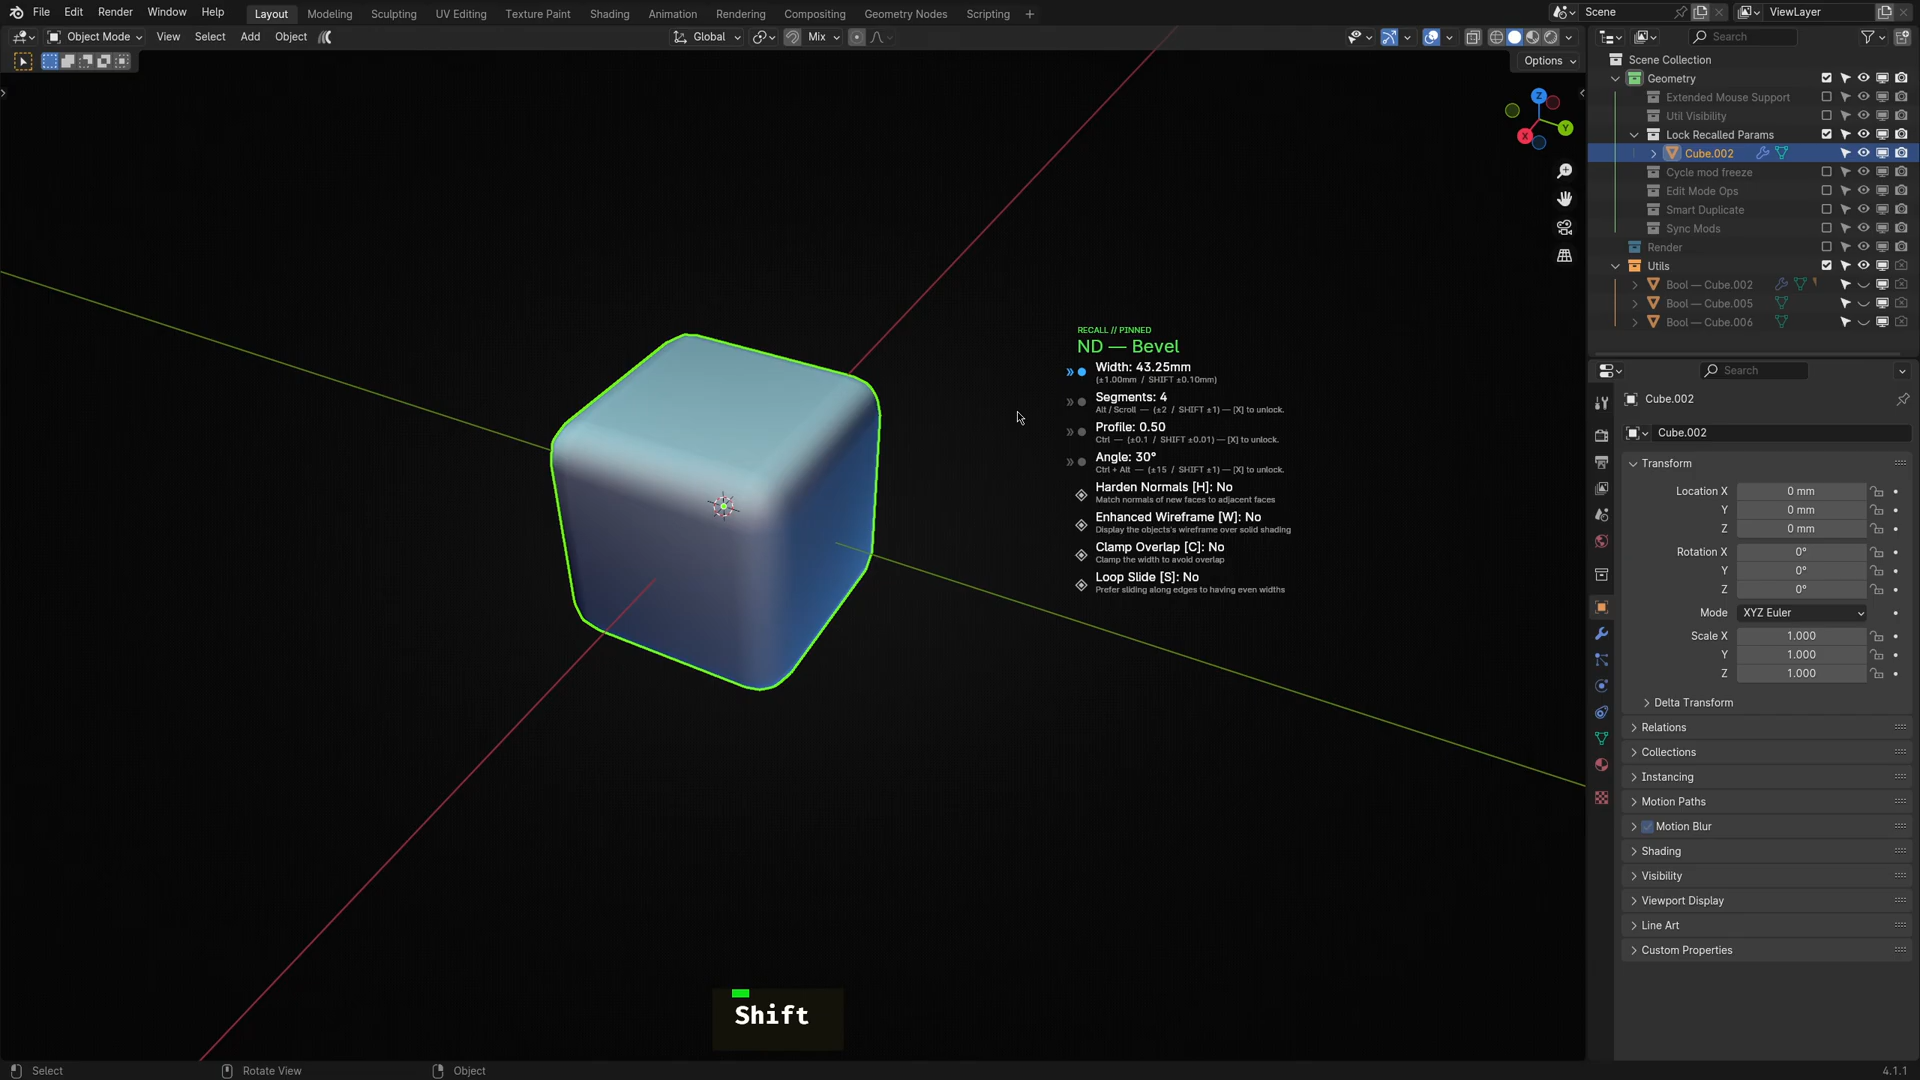 File Edit Render Window Help Layout Modeling Sculpting UV Editing Texture Paint Shading Animation Rendering Compositing Geometry Nodes Scripting + Scene ViewLayer
Object Mode View Select Add Object Global Mix Search
Options
Scene Collection
Geometry
Extended Mouse Support
Util Visibility
Lock Recalled Params
Cube.002
Cycle mod freeze
Edit Mode Ops
Smart Duplicate
Sync Mods
Render
Utils
Bool — Cube.002
Bool — Cube.005
Bool — Cube.006
Z
Y
X
RECALL // PINNED
ND — Bevel
Width: 43.25mm
(±1.00mm / SHIFT ±0.10mm)
Segments: 4
Alt / Scroll — (±2 / SHIFT ±1) — [X] to unlock.
Profile: 0.50
Ctrl — (±0.1 / SHIFT ±0.01) — [X] to unlock.
Angle: 30°
Ctrl + Alt — (±15 / SHIFT ±1) — [X] to unlock.
Harden Normals [H]: No
Match normals of new faces to adjacent faces
Enhanced Wireframe [W]: No
Display the objects's wireframe over solid shading
Clamp Overlap [C]: No
Clamp the width to avoid overlap
Loop Slide [S]: No
Prefer sliding along edges to having even widths
Search
Cube.002
Cube.002
Transform
Location X 0 mm
Y 0 mm
Z 0 mm
Rotation X 0°
Y 0°
Z 0°
Mode XYZ Euler
Scale X 1.000
Y 1.000
Z 1.000
Delta Transform
Relations
Collections
Instancing
Motion Paths
Motion Blur
Shading
Visibility
Viewport Display
Line Art
Custom Properties
Shift
Select Rotate View Object 4.1.1